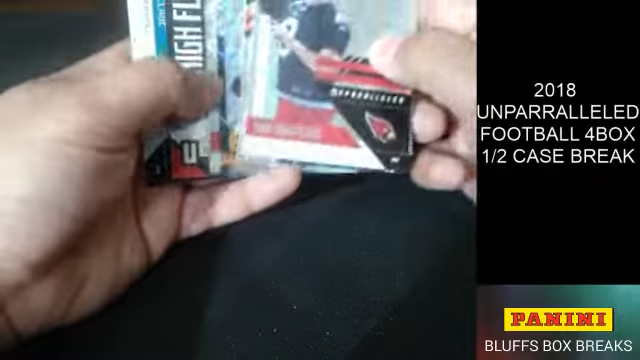 HIGH FL
2018
UNPARRALLELED
FOOTBALL 4BOX
1/2 CASE BREAK
PANINI
BLUFFS BOX BREAKS